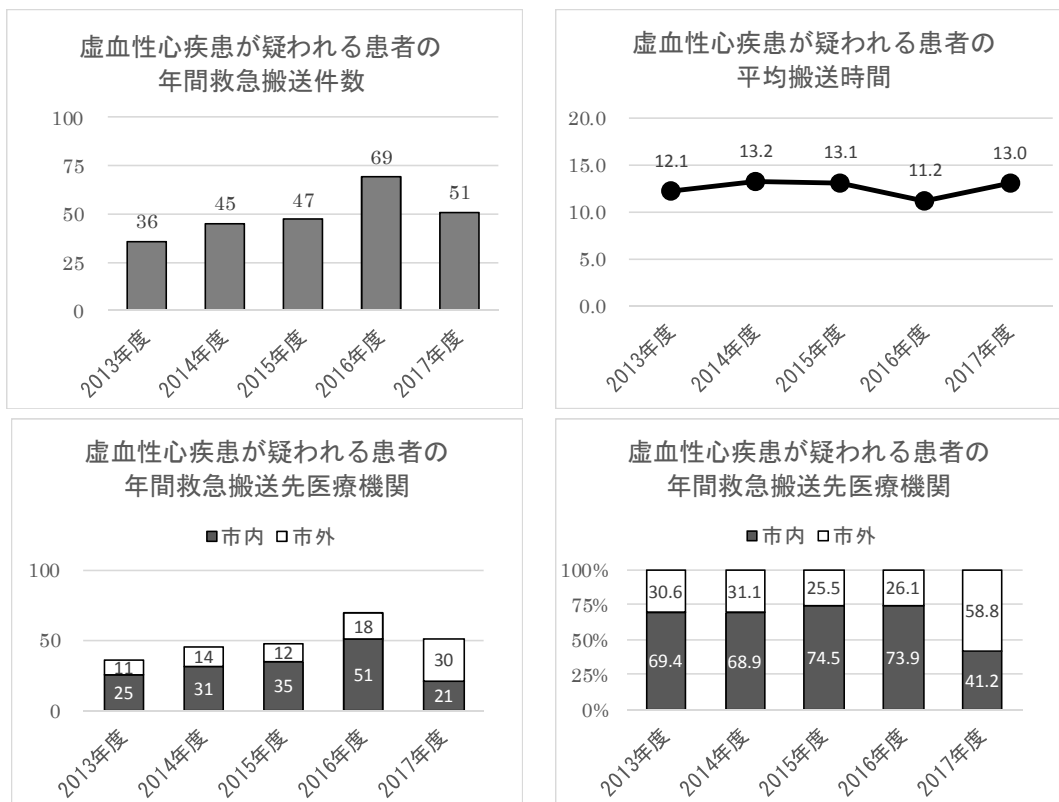 虚血性心疾患が疑われる患者の
年間救急搬送件数
100
75
50
25
0
36
45
47
69
51
2013年度
2014年度
2015年度
2016年度
2017年度
虚血性心疾患が疑われる患者の
平均搬送時間
20.0
15.0
10.0
5.0
0.0
12.1
13.2
13.1
11.2
13.0
2013年度
2014年度
2015年度
2016年度
2017年度
虚血性心疾患が疑われる患者の
年間救急搬送先医療機関
市内 市外
100
50
0
11
14
12
18
30
25
31
35
51
21
2013年度
2014年度
2015年度
2016年度
2017年度
虚血性心疾患が疑われる患者の
年間救急搬送先医療機関
市内 市外
100%
75%
50%
25%
0%
30.6
31.1
25.5
26.1
58.8
69.4
68.9
74.5
73.9
41.2
2013年度
2014年度
2015年度
2016年度
2017年度